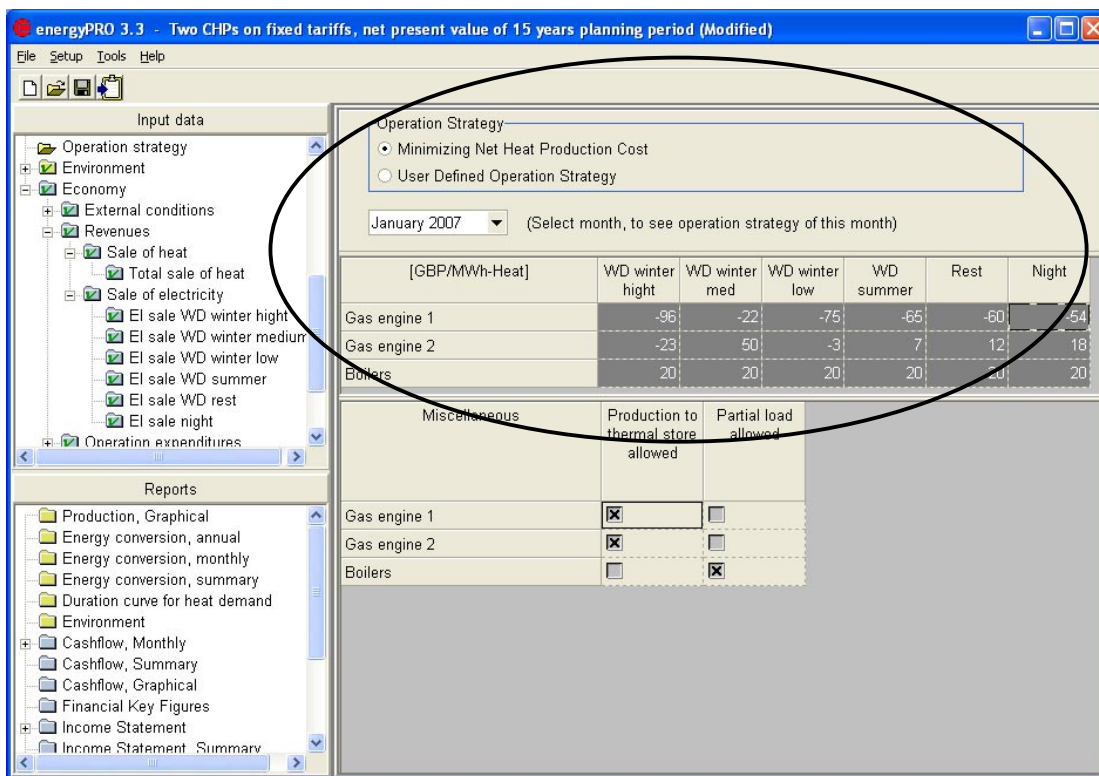 energyPRO 3.3 - Two CHPs on fixed tariffs, net present value of 15 years planning period (Modified)
File Setup Tools Help
Input data
Operation strategy
Environment
Economy
External conditions
Revenues
Sale of heat
Total sale of heat
Sale of electricity
El sale WD winter hight
El sale WD winter medium
El sale WD winter low
El sale WD summer
El sale WD rest
El sale night
Operation expenditures
Reports
Production, Graphical
Energy conversion, annual
Energy conversion, monthly
Energy conversion, summary
Duration curve for heat demand
Environment
Cashflow, Monthly
Cashflow, Summary
Cashflow, Graphical
Financial Key Figures
Income Statement
Income Statement, Summary
Operation Strategy
Minimizing Net Heat Production Cost
User Defined Operation Strategy
January 2007 (Select month, to see operation strategy of this month)
[GBP/MWh-Heat] WD winter hight WD winter med WD winter low WD summer Rest Night
Gas engine 1 -96 -22 -75 -65 -60 -54
Gas engine 2 -23 50 -3 7 12 18
Boilers 20 20 20 20 20 20
Miscellaneous Production to thermal store allowed Partial load allowed
Gas engine 1
Gas engine 2
Boilers